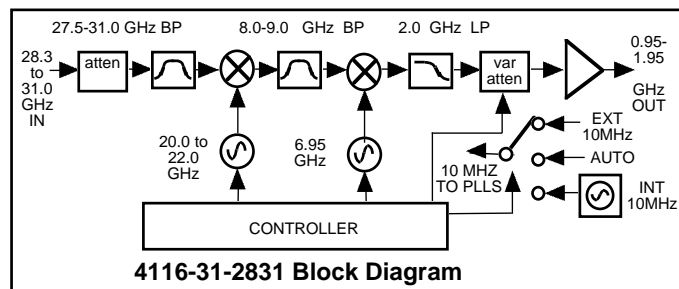 27.5-31.0 GHz BP
8.0-9.0 GHz BP
2.0 GHz LP
28.3
to
31.0
GHz
IN
atten
var
atten
0.95-
1.95
GHz
OUT
20.0 to
22.0
GHz
6.95
GHz
10 MHZ
TO PLLS
EXT
10MHz
AUTO
INT
10MHz
CONTROLLER
4116-31-2831 Block Diagram